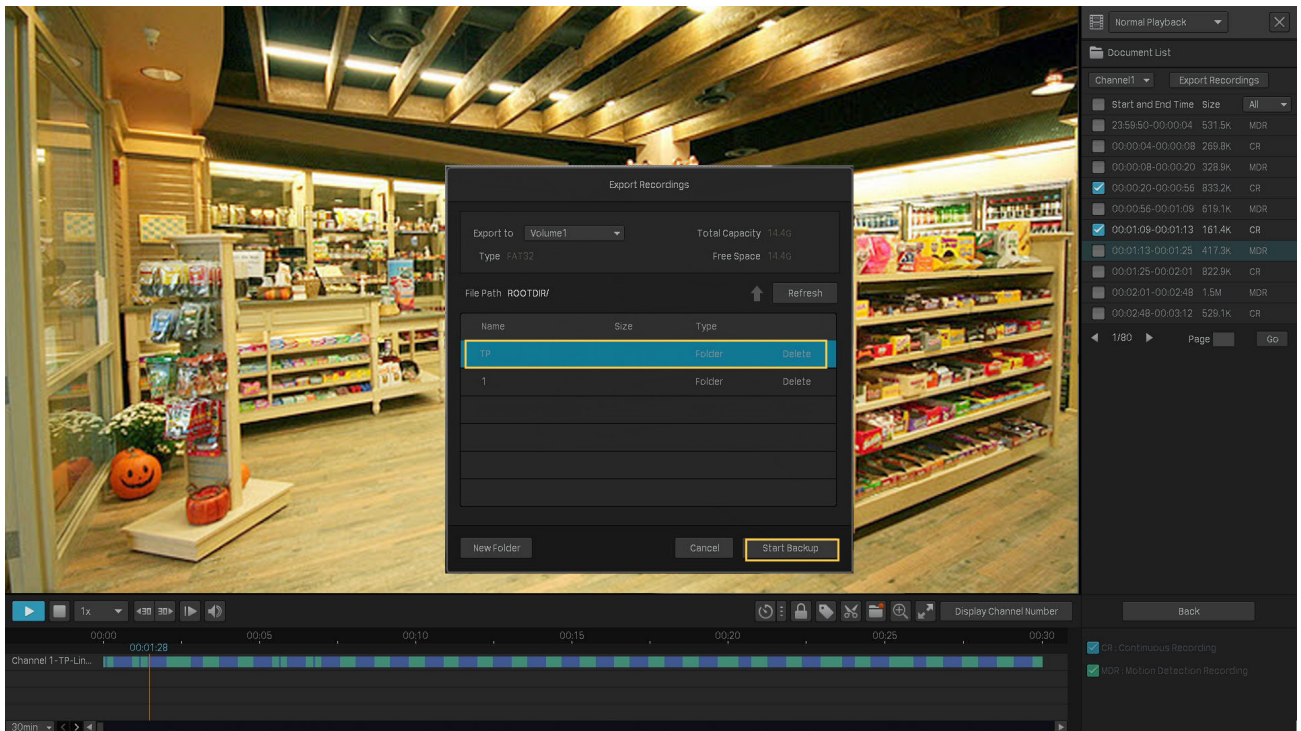 Normal Playback
Document List
Channel1 Export Recordings
Start and End Time Size All
23:59:50-00:00:04 531.5K MDR
00:00:04-00:00:08 269.8K CR
00:00:08-00:00:20 328.9K MDR
00:00:20-00:00:56 833.2K CR
00:00:56-00:01:09 619.1K MDR
00:01:09-00:01:13 161.4K CR
00:01:13-00:01:25 417.3K MDR
00:01:25-00:02:01 822.9K CR
00:02:01-00:02:48 1.5M MDR
00:02:48-00:03:12 529.1K CR
1/80 Page Go
Export Recordings
Export to Volume1 Total Capacity 14.4G
Type FAT32 Free Space 14.4G
File Path ROOTDIR/ Refresh
Name Size Type
TP Folder Delete
1 Folder Delete
New Folder Cancel Start Backup
1x 30 30 Display Channel Number Back
00:00 00:05 00:10 00:15 00:20 00:25 00:30
00:01:28
Channel 1-TP-Lin...
CR : Continuous Recording
MDR : Motion Detection Recording
30min